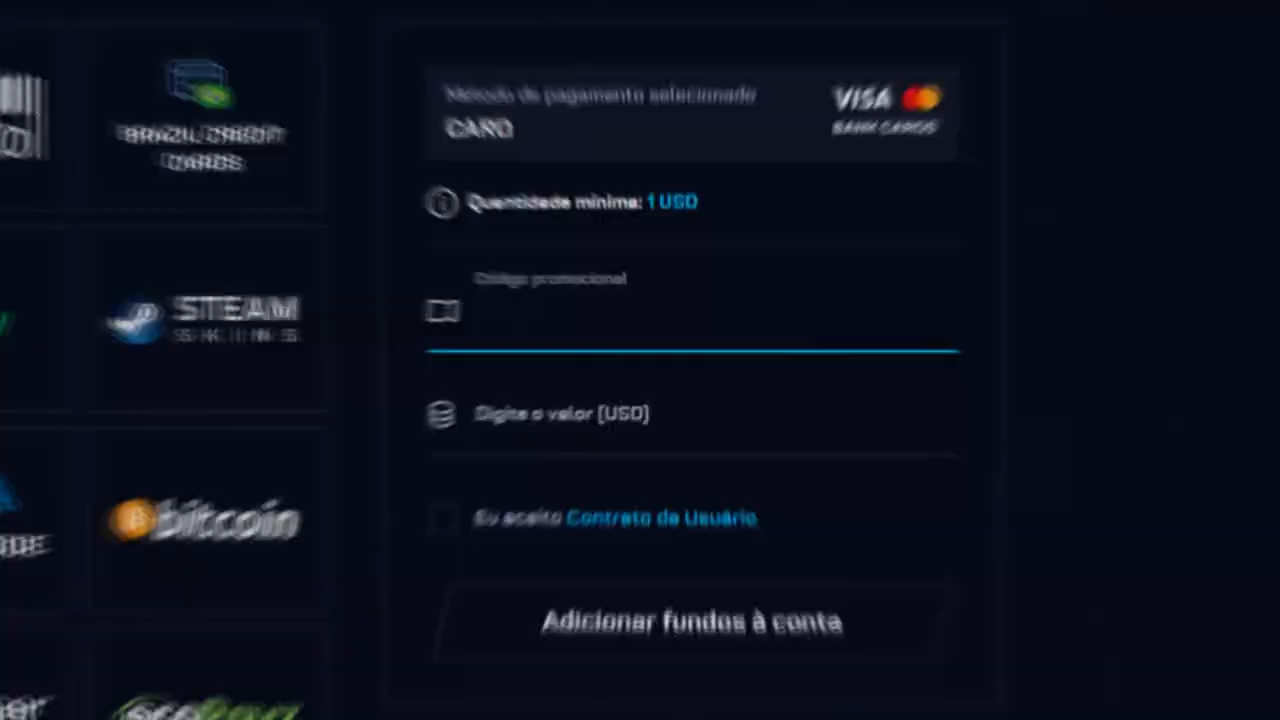 BRAZIL CREDIT
CARDS
STEAM
SKINS
bitcoin
Método de pagamento selecionado
CARD
VISA
BANK CARDS
Quantidade mínima: 1 USD
Código promocional
Digite o valor (USD)
Eu aceito Contrato de Usuário
Adicionar fundos à conta